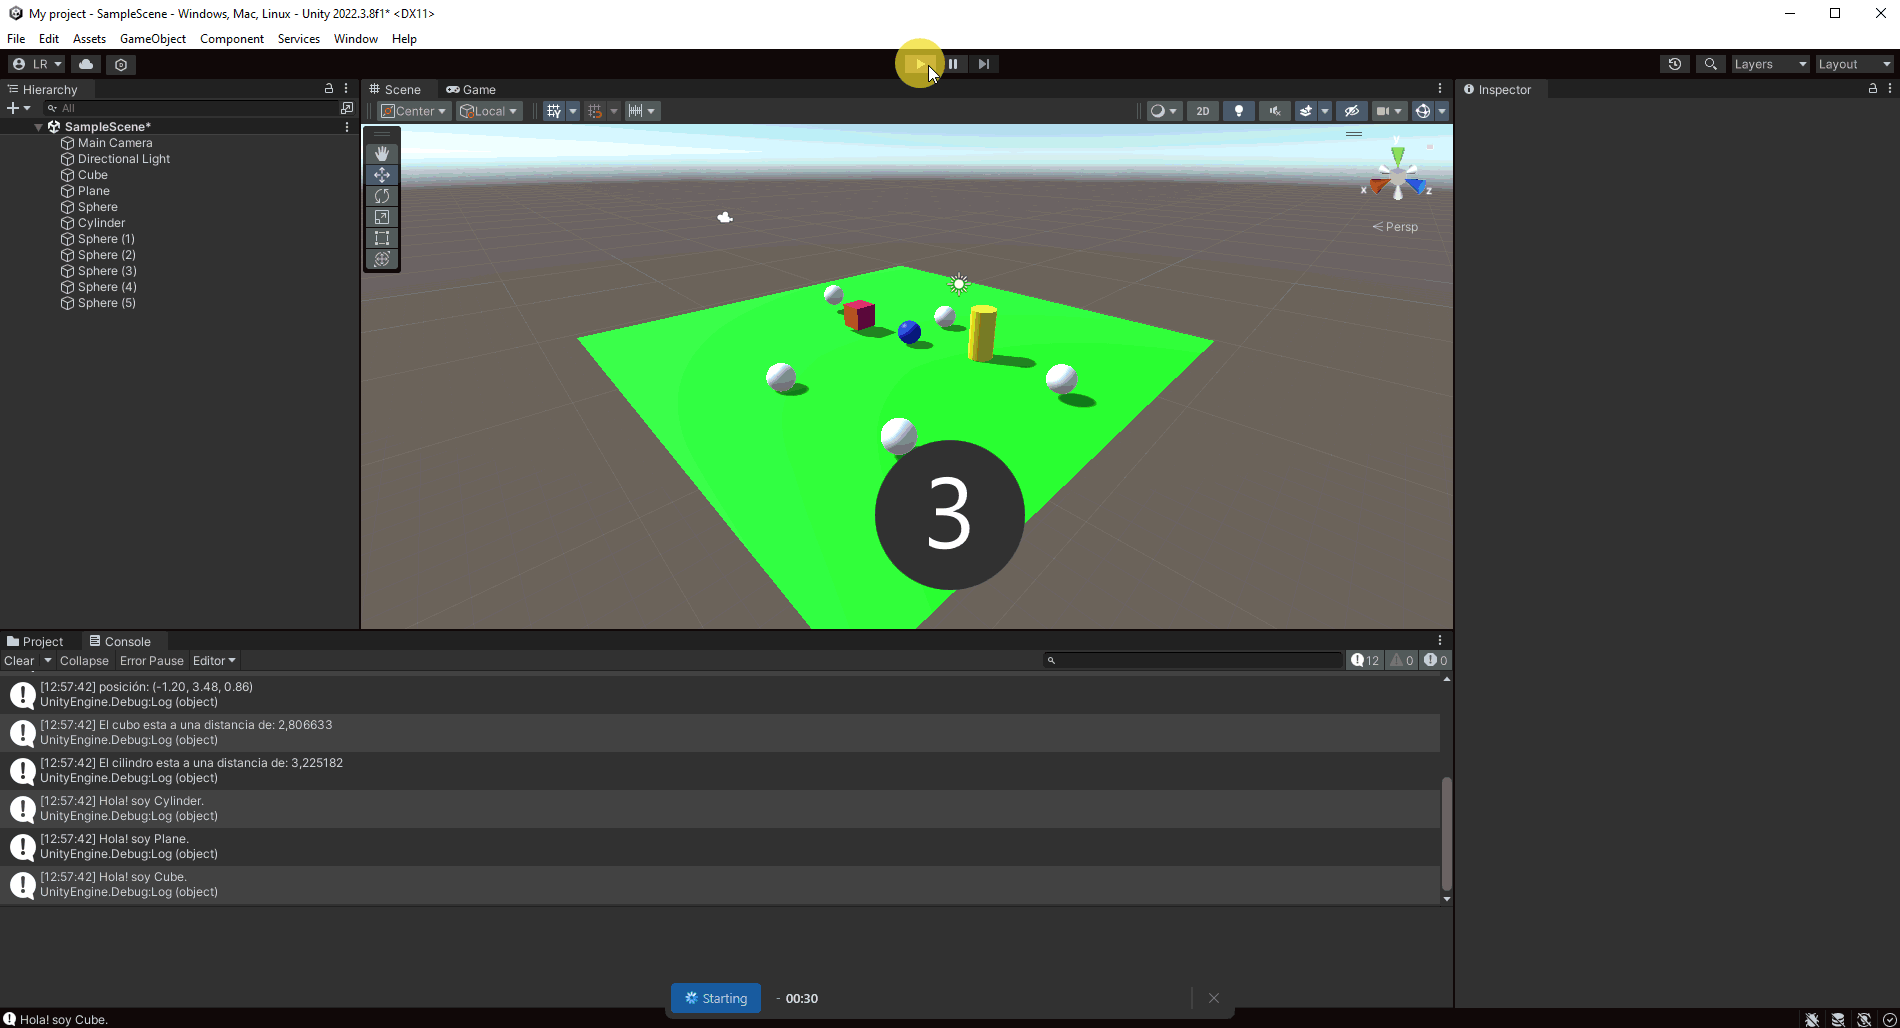 My project - SampleScene - Windows, Mac, Linux - Unity 2022.3.8f1* <DX11>
File Edit Assets GameObject Component Services Window Help
LR Layers Layout
Hierarchy
All
SampleScene*
Main Camera
Directional Light
Cube
Plane
Sphere
Cylinder
Sphere (1)
Sphere (2)
Sphere (3)
Sphere (4)
Sphere (5)
Scene Game
Center Local 2D
y
x z
Persp
3
Inspector
Project Console
Clear Collapse Error Pause Editor 12 0 0
[12:57:42] posición: (-1.20, 3.48, 0.86)
UnityEngine.Debug:Log (object)
[12:57:42] El cubo esta a una distancia de: 2,806633
UnityEngine.Debug:Log (object)
[12:57:42] El cilindro esta a una distancia de: 3,225182
UnityEngine.Debug:Log (object)
[12:57:42] Hola! soy Cylinder.
UnityEngine.Debug:Log (object)
[12:57:42] Hola! soy Plane.
UnityEngine.Debug:Log (object)
[12:57:42] Hola! soy Cube.
UnityEngine.Debug:Log (object)
Starting - 00:30
Hola! soy Cube.